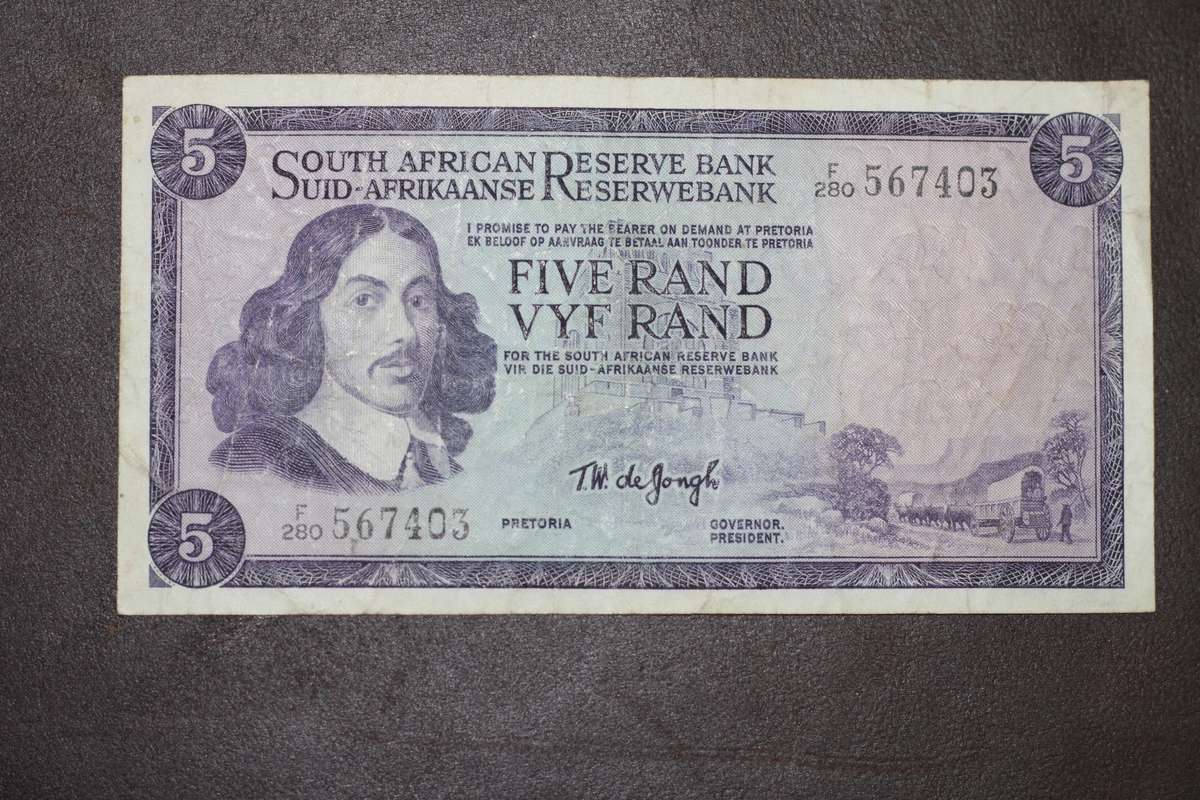 5
5
SOUTH AFRICAN RESERVE BANK
SUID-AFRIKAANSE RESERWEBANK
F
280 567403
I PROMISE TO PAY THE BEARER ON DEMAND AT PRETORIA
EK BELOOF OP AANVRAAG TE BETAAL AAN TOONDER TE PRETORIA
FIVE RAND
VYF RAND
FOR THE SOUTH AFRICAN RESERVE BANK
VIR DIE SUID-AFRIKAANSE RESERWEBANK
T.W. de Jongh
F
280 567403
PRETORIA
GOVERNOR.
PRESIDENT.
5